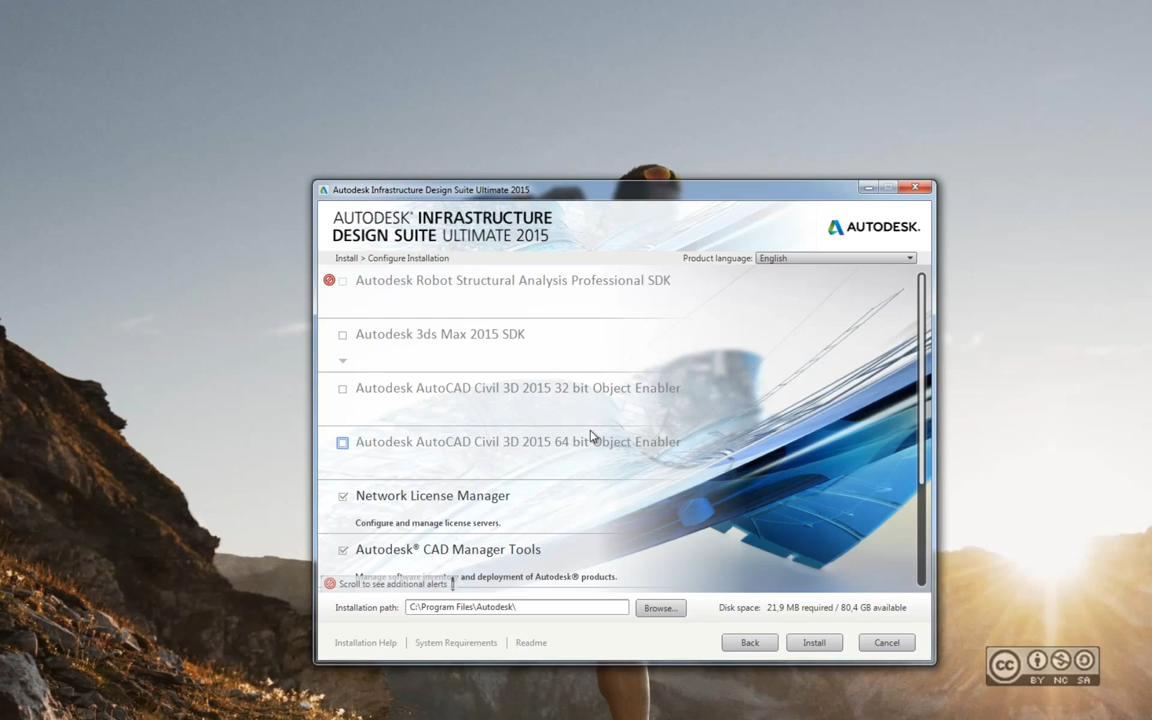 Autodesk Infrastructure Design Suite Ultimate 2015
AUTODESK® INFRASTRUCTURE
DESIGN SUITE ULTIMATE 2015
AUTODESK.
Install > Configure Installation
Product language: English
Autodesk Robot Structural Analysis Professional SDK
Autodesk 3ds Max 2015 SDK
Autodesk AutoCAD Civil 3D 2015 32 bit Object Enabler
Autodesk AutoCAD Civil 3D 2015 64 bit Object Enabler
Network License Manager
Configure and manage license servers.
Autodesk® CAD Manager Tools
Manage software inventory and deployment of Autodesk® products.
Scroll to see additional alerts
Installation path: C:\Program Files\Autodesk\ Browse... Disk space: 21,9 MB required / 80,4 GB available
Installation Help | System Requirements | Readme Back Install Cancel
cc
BY NC SA